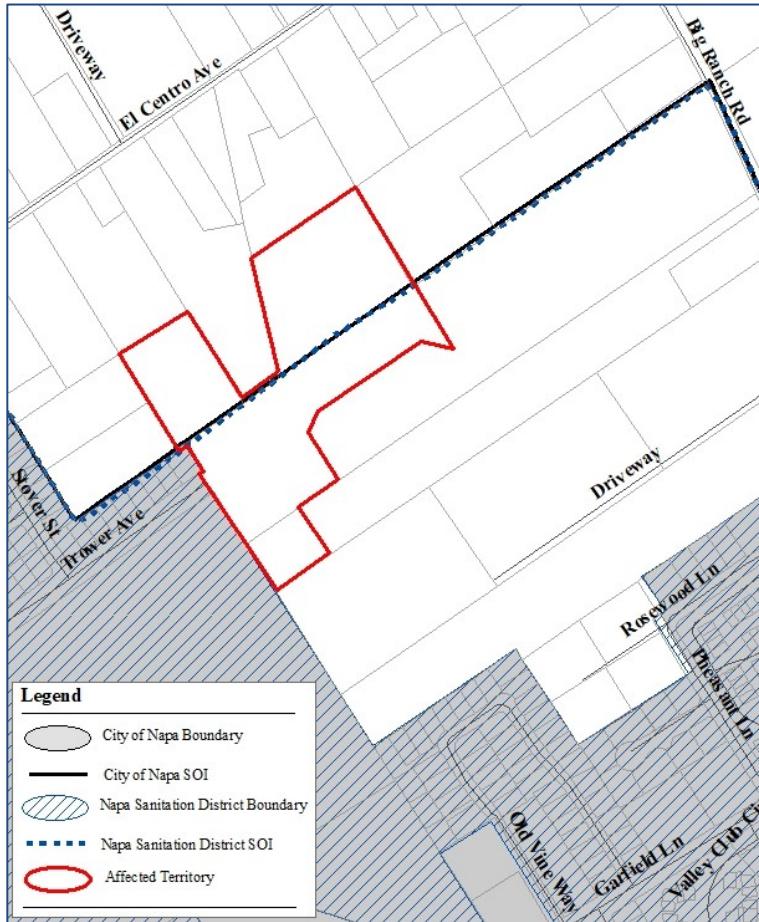 Driveway
El Centro Ave
Big Ranch Rd
Stover St
Trower Ave
Driveway
Rosewood Ln
Pheasant Ln
Old Vine Way
Garfield Ln
Valley Club Ci
Legend
City of Napa Boundary
City of Napa SOI
Napa Sanitation District Boundary
Napa Sanitation District SOI
Affected Territory